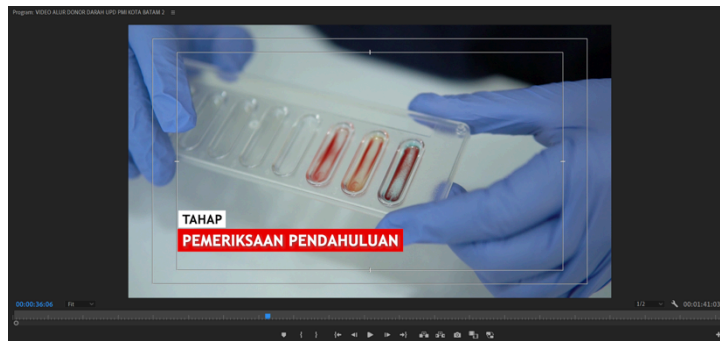 Program: VIDEO ALUR DONOR DARAH UPD PMI KOTA BATAM 2
TAHAP
PEMERIKSAAN PENDAHULUAN
00:00:36:06 Fit 1/2 00:01:41:03